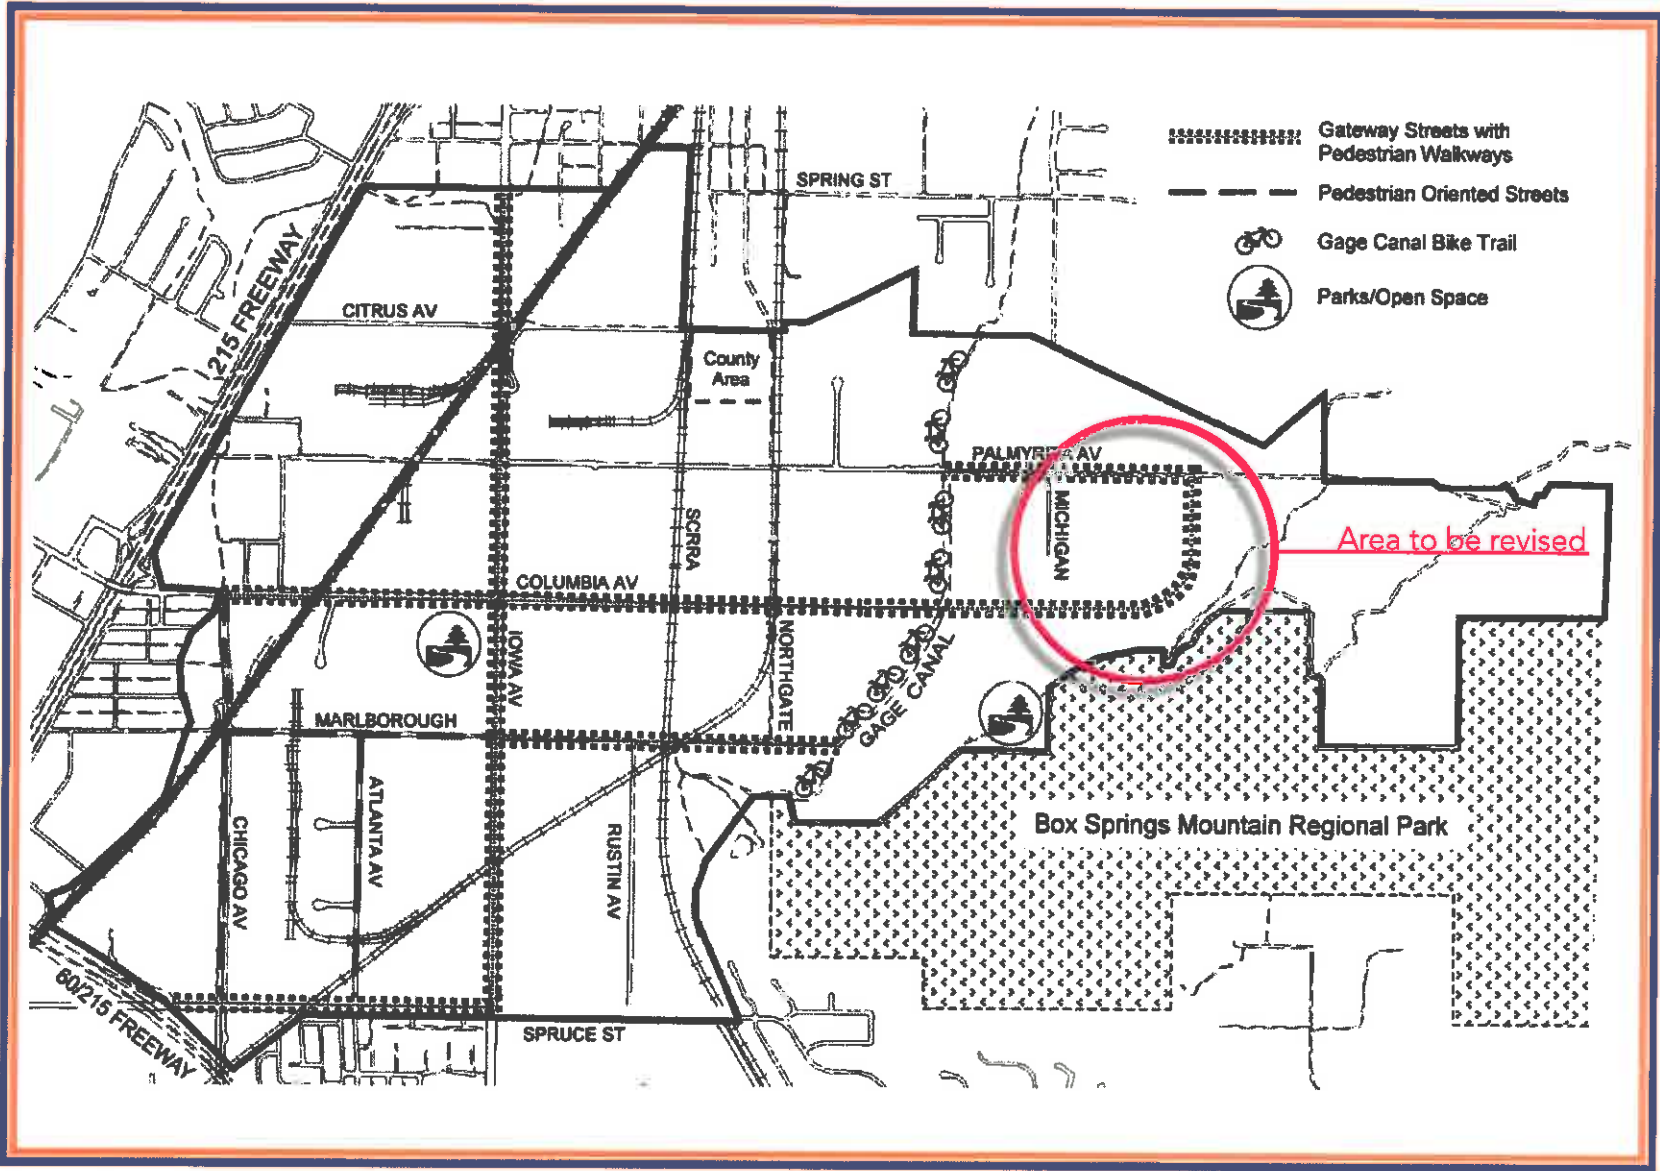 Gateway Streets with
Pedestrian Walkways
Pedestrian Oriented Streets
Gage Canal Bike Trail
Parks/Open Space
SPRING ST
215 FREEWAY
CITRUS AV
County
Area
PALMYRITA AV
MICHIGAN
SCRRA
Area to be revised
COLUMBIA AV
IOWA AV
NORTHGATE
GAGE CANAL
MARLBOROUGH
ATLANTA AV
CHICAGO AV
RUSTIN AV
Box Springs Mountain Regional Park
60/215 FREEWAY
SPRUCE ST